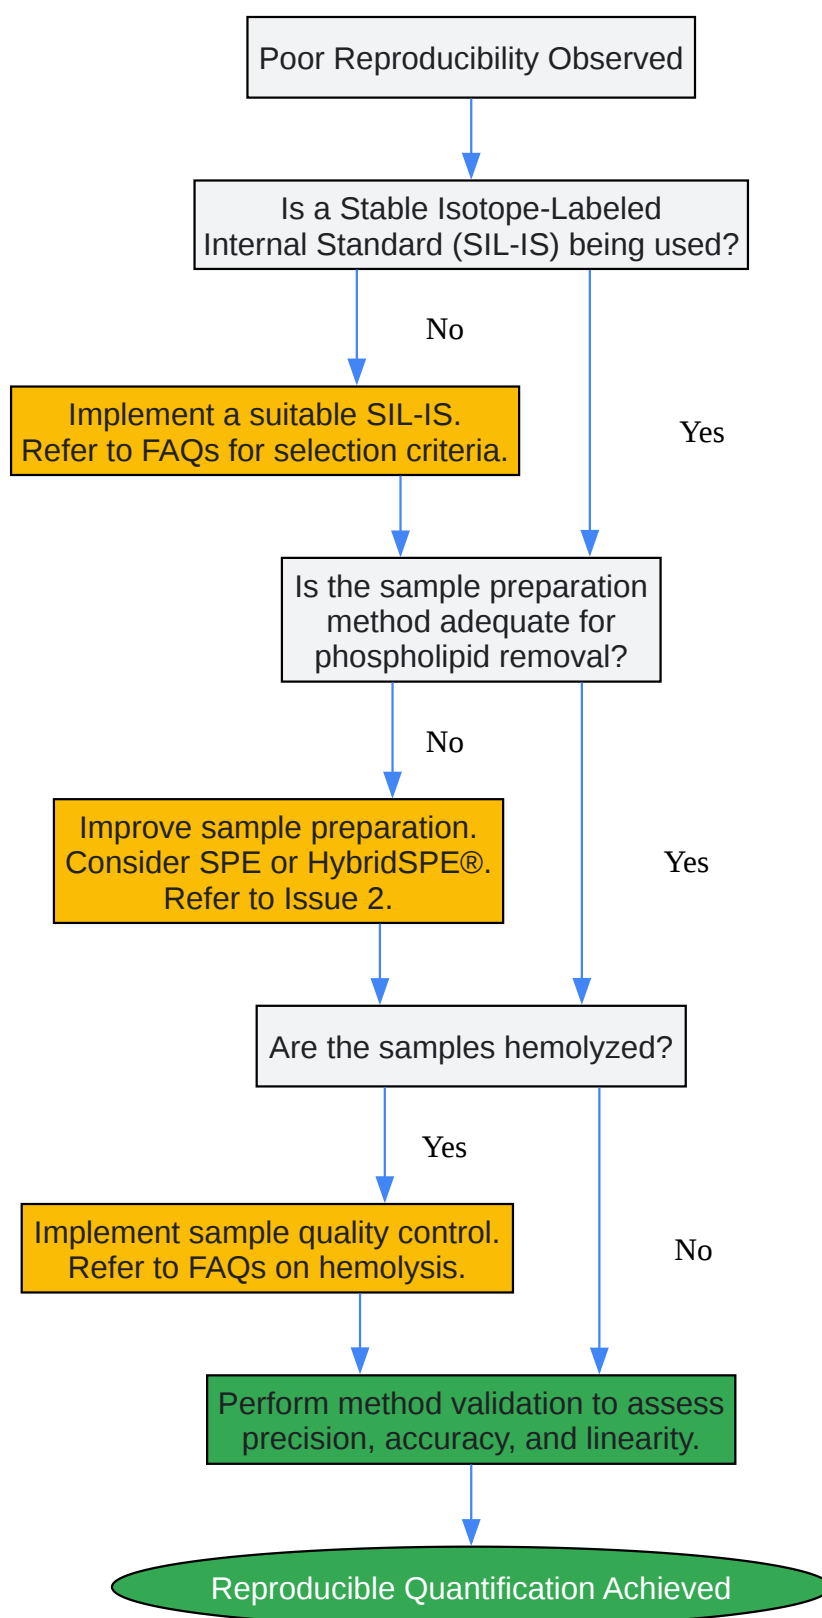 Poor Reproducibility Observed
Is a Stable Isotope-Labeled
Internal Standard (SIL-IS) being used?
No
Implement a suitable SIL-IS.
Refer to FAQs for selection criteria.
Yes
Is the sample preparation
method adequate for
phospholipid removal?
No
Improve sample preparation.
Consider SPE or HybridSPE®.
Refer to Issue 2.
Yes
Are the samples hemolyzed?
Yes
Implement sample quality control.
Refer to FAQs on hemolysis.
No
Perform method validation to assess
precision, accuracy, and linearity.
Reproducible Quantification Achieved